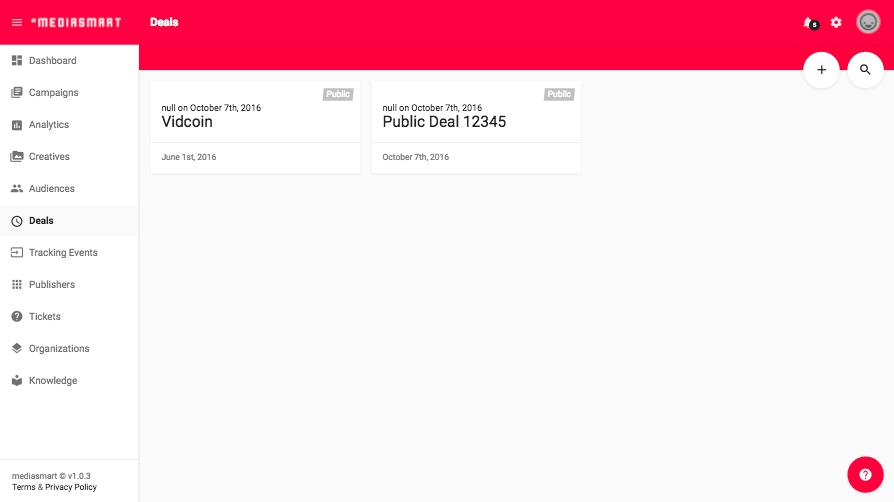 MEDIASMART
Deals
5
Dashboard
Campaigns
Analytics
Creatives
Audiences
Deals
Tracking Events
Publishers
Tickets
Organizations
Knowledge
mediasmart © v1.0.3
Terms & Privacy Policy
Public
null on October 7th, 2016
Vidcoin
June 1st, 2016
Public
null on October 7th, 2016
Public Deal 12345
October 7th, 2016